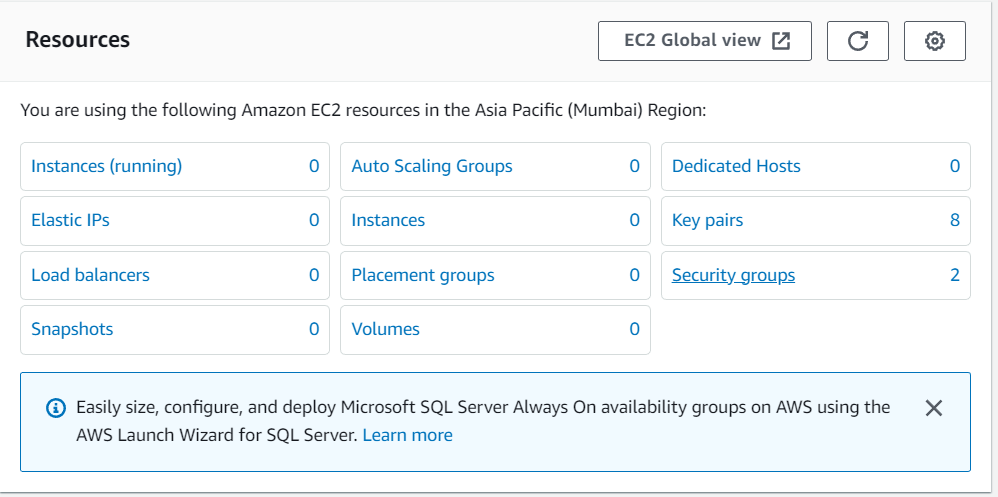 Resources
EC2 Global view
You are using the following Amazon EC2 resources in the Asia Pacific (Mumbai) Region:
Instances (running) 0
Auto Scaling Groups 0
Dedicated Hosts 0
Elastic IPs 0
Instances 0
Key pairs 8
Load balancers 0
Placement groups 0
Security groups 2
Snapshots 0
Volumes 0
Easily size, configure, and deploy Microsoft SQL Server Always On availability groups on AWS using the
AWS Launch Wizard for SQL Server. Learn more